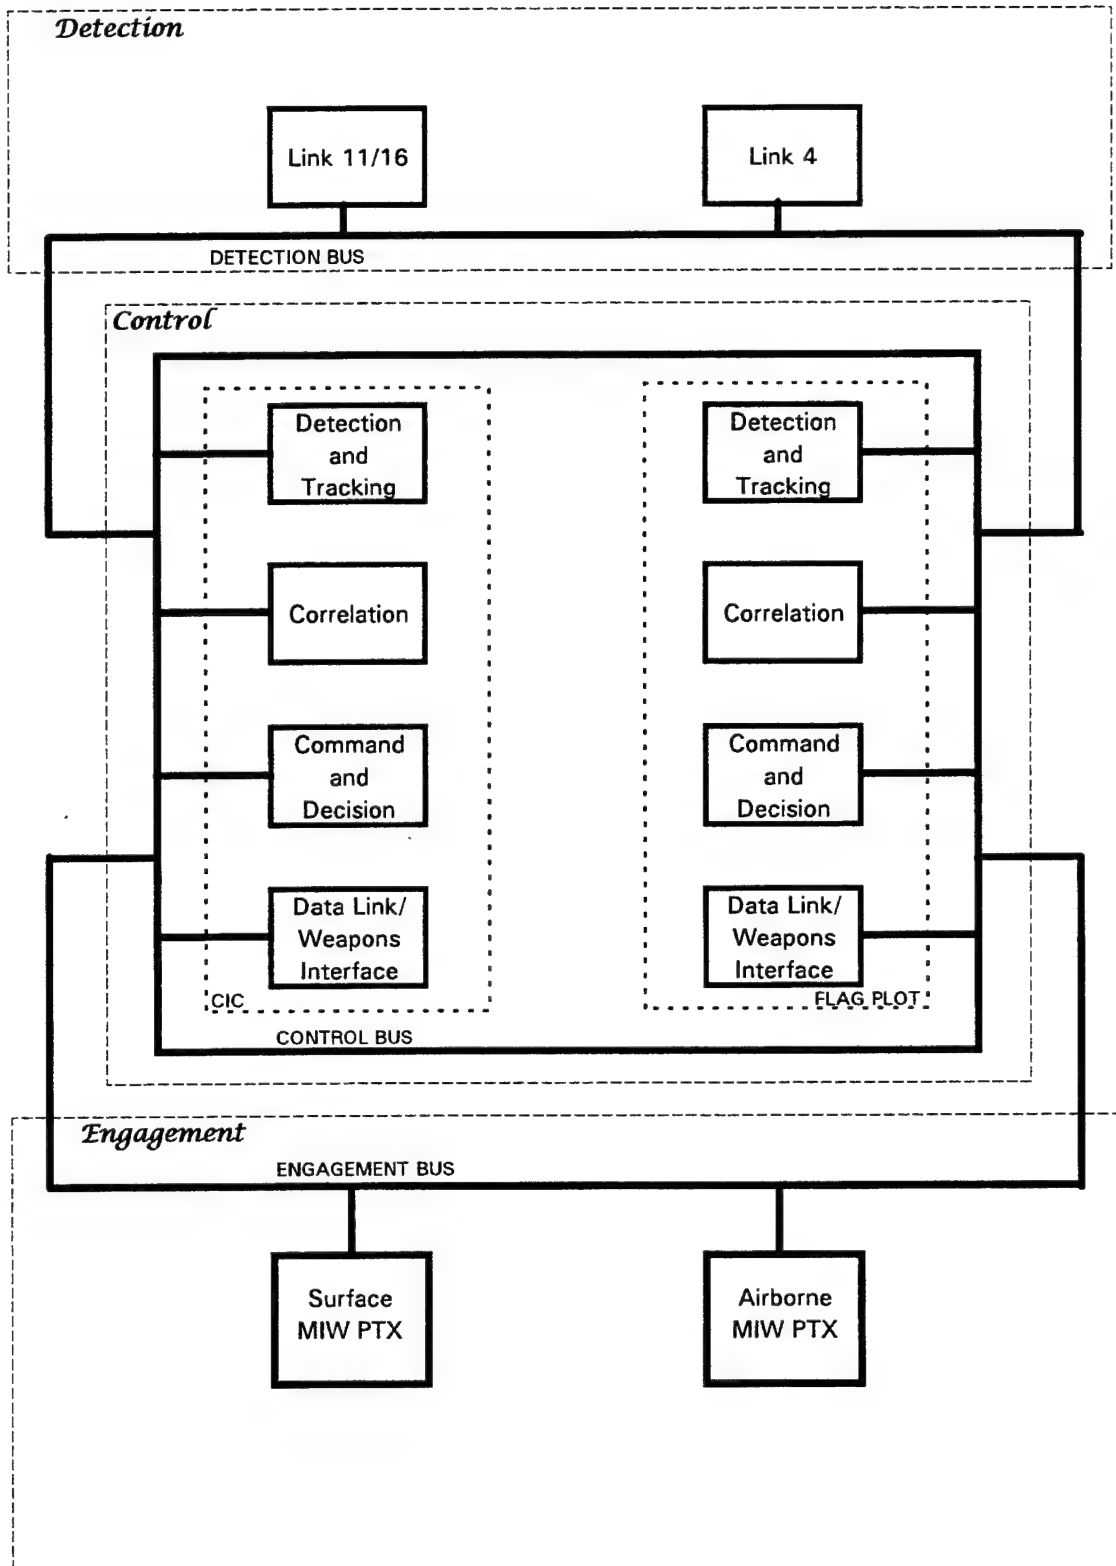 Detection
Link 11/16
Link 4
DETECTION BUS
Control
Detection
and
Tracking
Detection
and
Tracking
Correlation
Correlation
Command
and
Decision
Command
and
Decision
Data Link/
Weapons
Interface
Data Link/
Weapons
Interface
CIC
FLAG PLOT
CONTROL BUS
Engagement
ENGAGEMENT BUS
Surface
MIW PTX
Airborne
MIW PTX